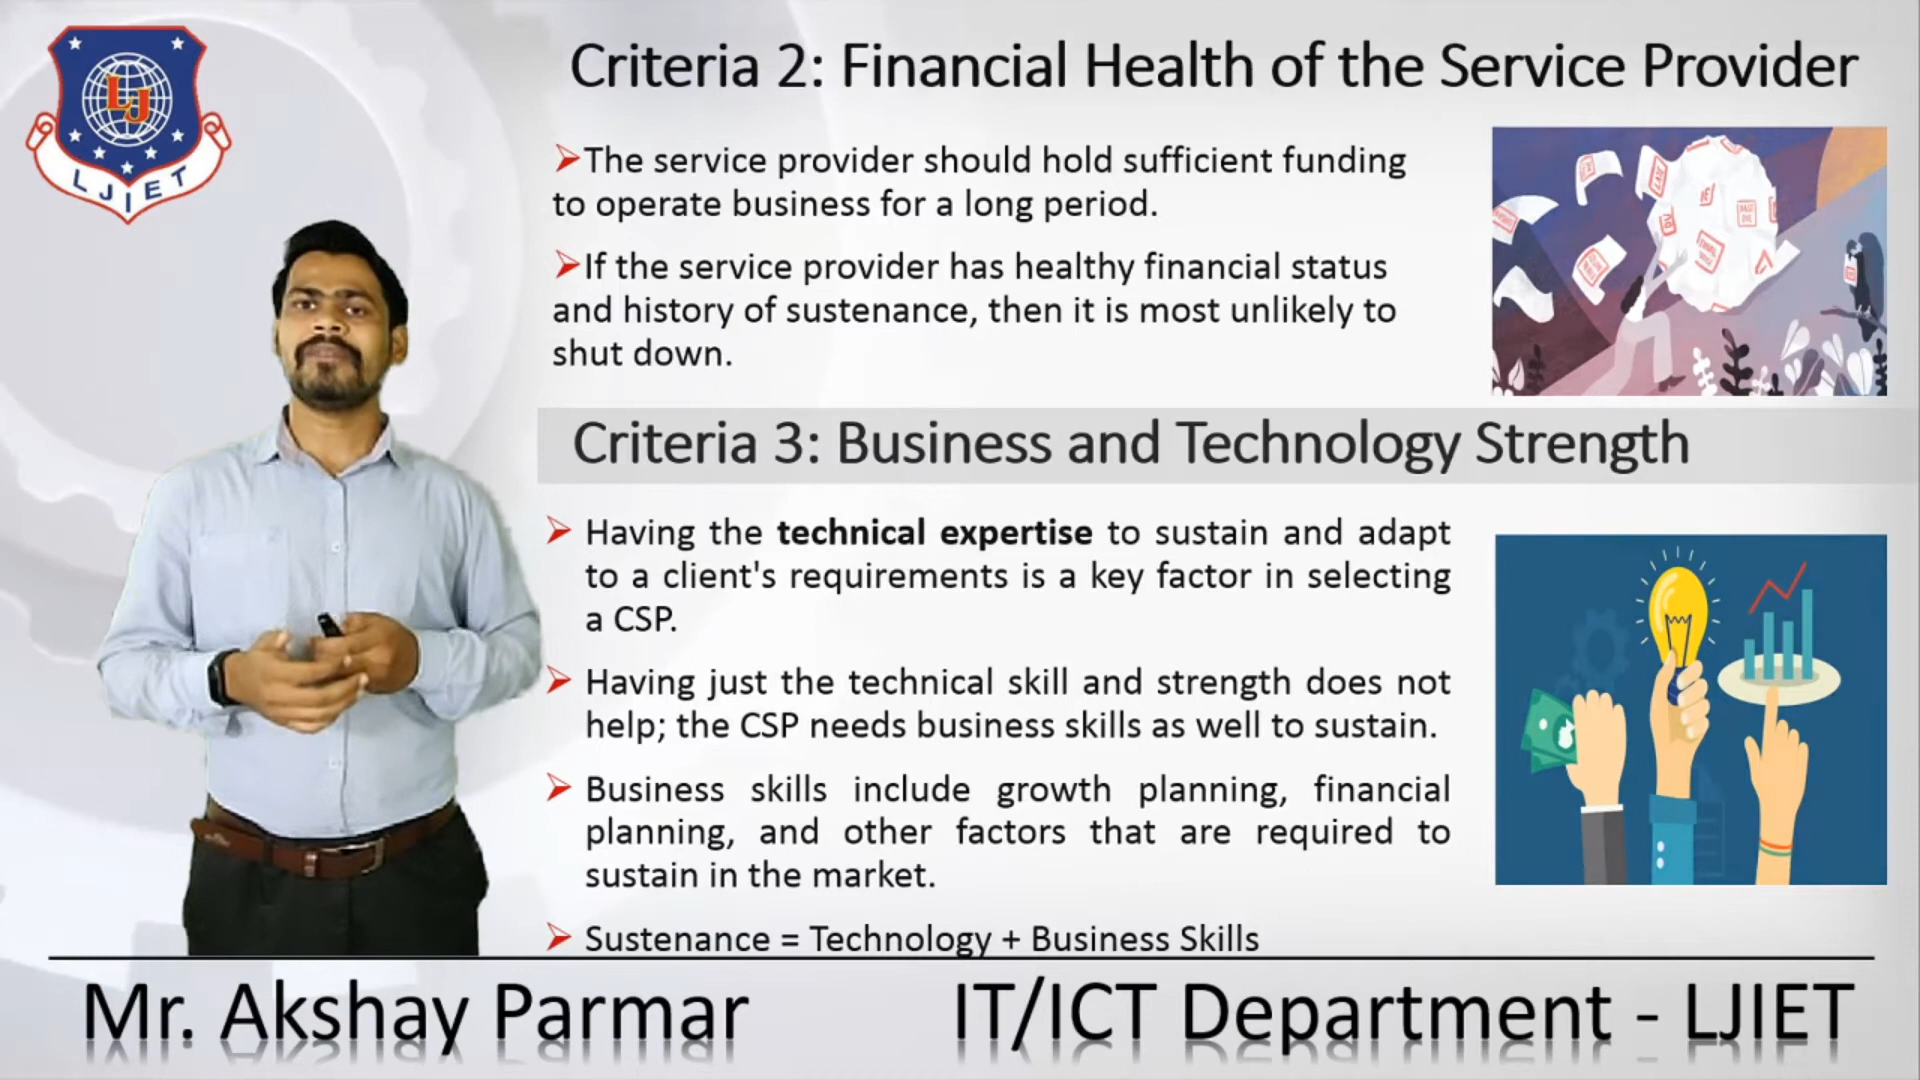 LJ
LJIET
Criteria 2: Financial Health of the Service Provider
The service provider should hold sufficient funding
to operate business for a long period.
If the service provider has healthy financial status
and history of sustenance, then it is most unlikely to
shut down.
Criteria 3: Business and Technology Strength
Having the technical expertise to sustain and adapt
to a client's requirements is a key factor in selecting
a CSP.
Having just the technical skill and strength does not
help; the CSP needs business skills as well to sustain.
Business skills include growth planning, financial
planning, and other factors that are required to
sustain in the market.
Sustenance = Technology + Business Skills
Mr. Akshay Parmar
IT/ICT Department - LJIET